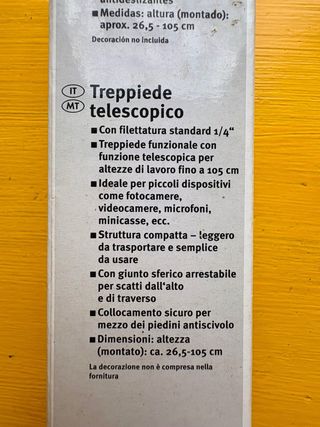 antideslizantes
■ Medidas: altura (montado):
aprox. 26,5 - 105 cm
Decoración no incluida
IT
MT
Treppiede
telescopico
■ Con filettatura standard 1/4“
■ Treppiede funzionale con
funzione telescopica per
altezze di lavoro fino a 105 cm
■ Ideale per piccoli dispositivi
come fotocamere,
videocamere, microfoni,
minicasse, ecc.
■ Struttura compatta – leggero
da trasportare e semplice
da usare
■ Con giunto sferico arrestabile
per scatti dall‘alto
e di traverso
■ Collocamento sicuro per
mezzo dei piedini antiscivolo
■ Dimensioni: altezza
(montato): ca. 26,5-105 cm
La decorazione non è compresa nella
fornitura